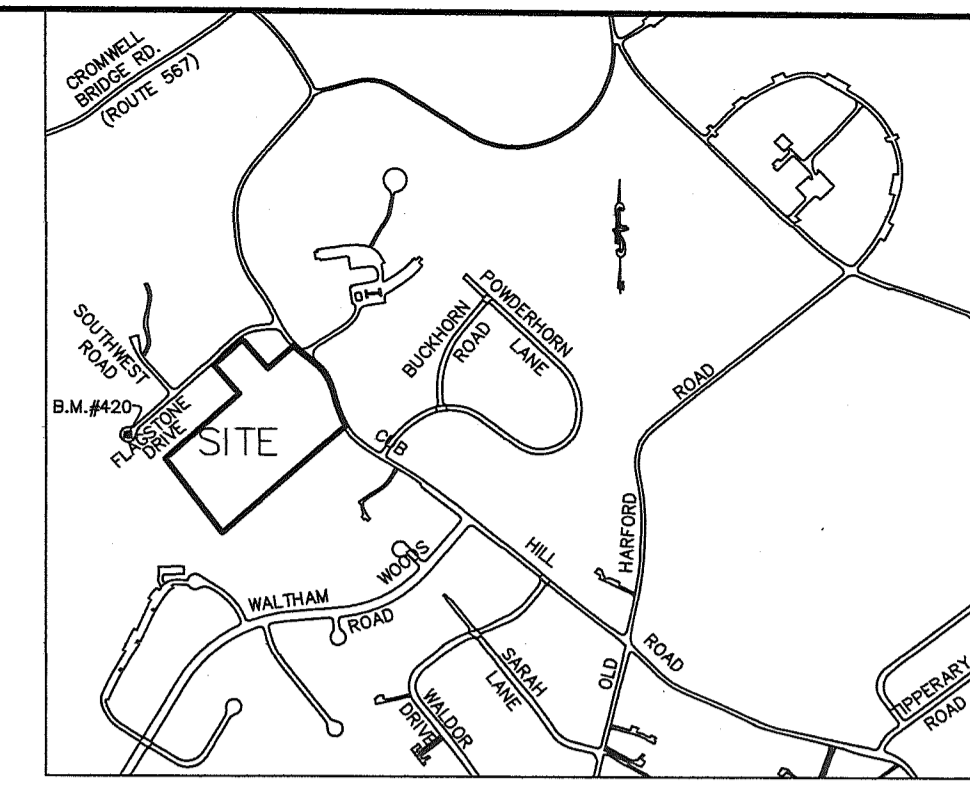 CROMWELL
BRIDGE RD.
(ROUTE 567)
SOUTHWEST
ROAD
B.M.#420
FLAGSTONE
DRIVE
SITE
BUCKHORN
ROAD
POWDERHORN
LANE
CUB
HILL
ROAD
ROAD
HARFORD
OLD
WALTHAM
WOODS
ROAD
SARAH
LANE
WALDOR
DRIVE
TIPPERARY
ROAD